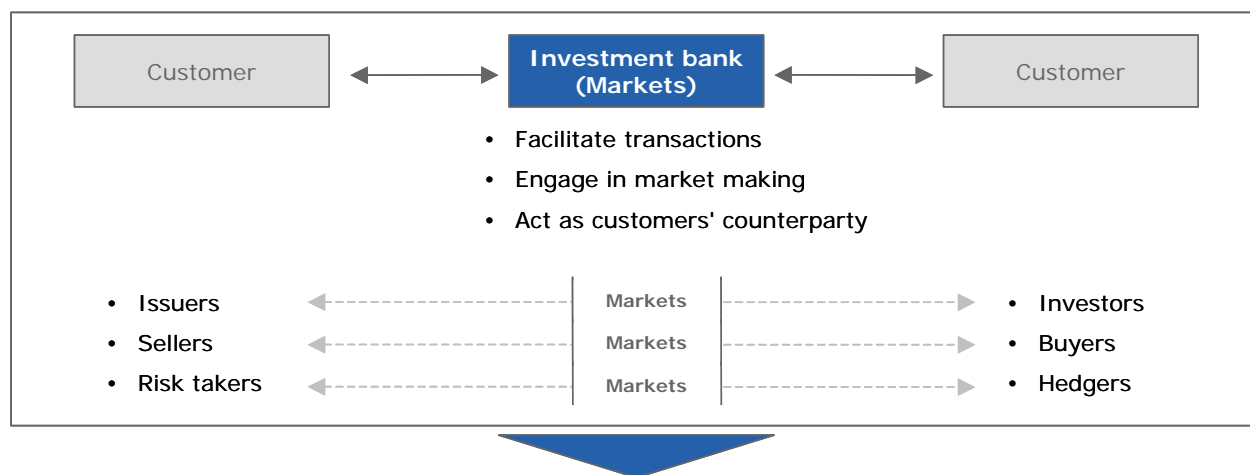 Customer
Investment bank
(Markets)
Customer
• Facilitate transactions
• Engage in market making
• Act as customers' counterparty
• Issuers
Markets
• Investors
• Sellers
Markets
• Buyers
• Risk takers
Markets
• Hedgers